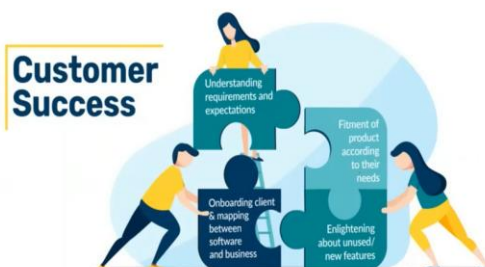 Customer
Success
Understanding
requirements and
expectations
Fitment of
product
according
to their
needs
Onboarding client
& mapping
between
software
and business
Enlightening
about unused/
new features